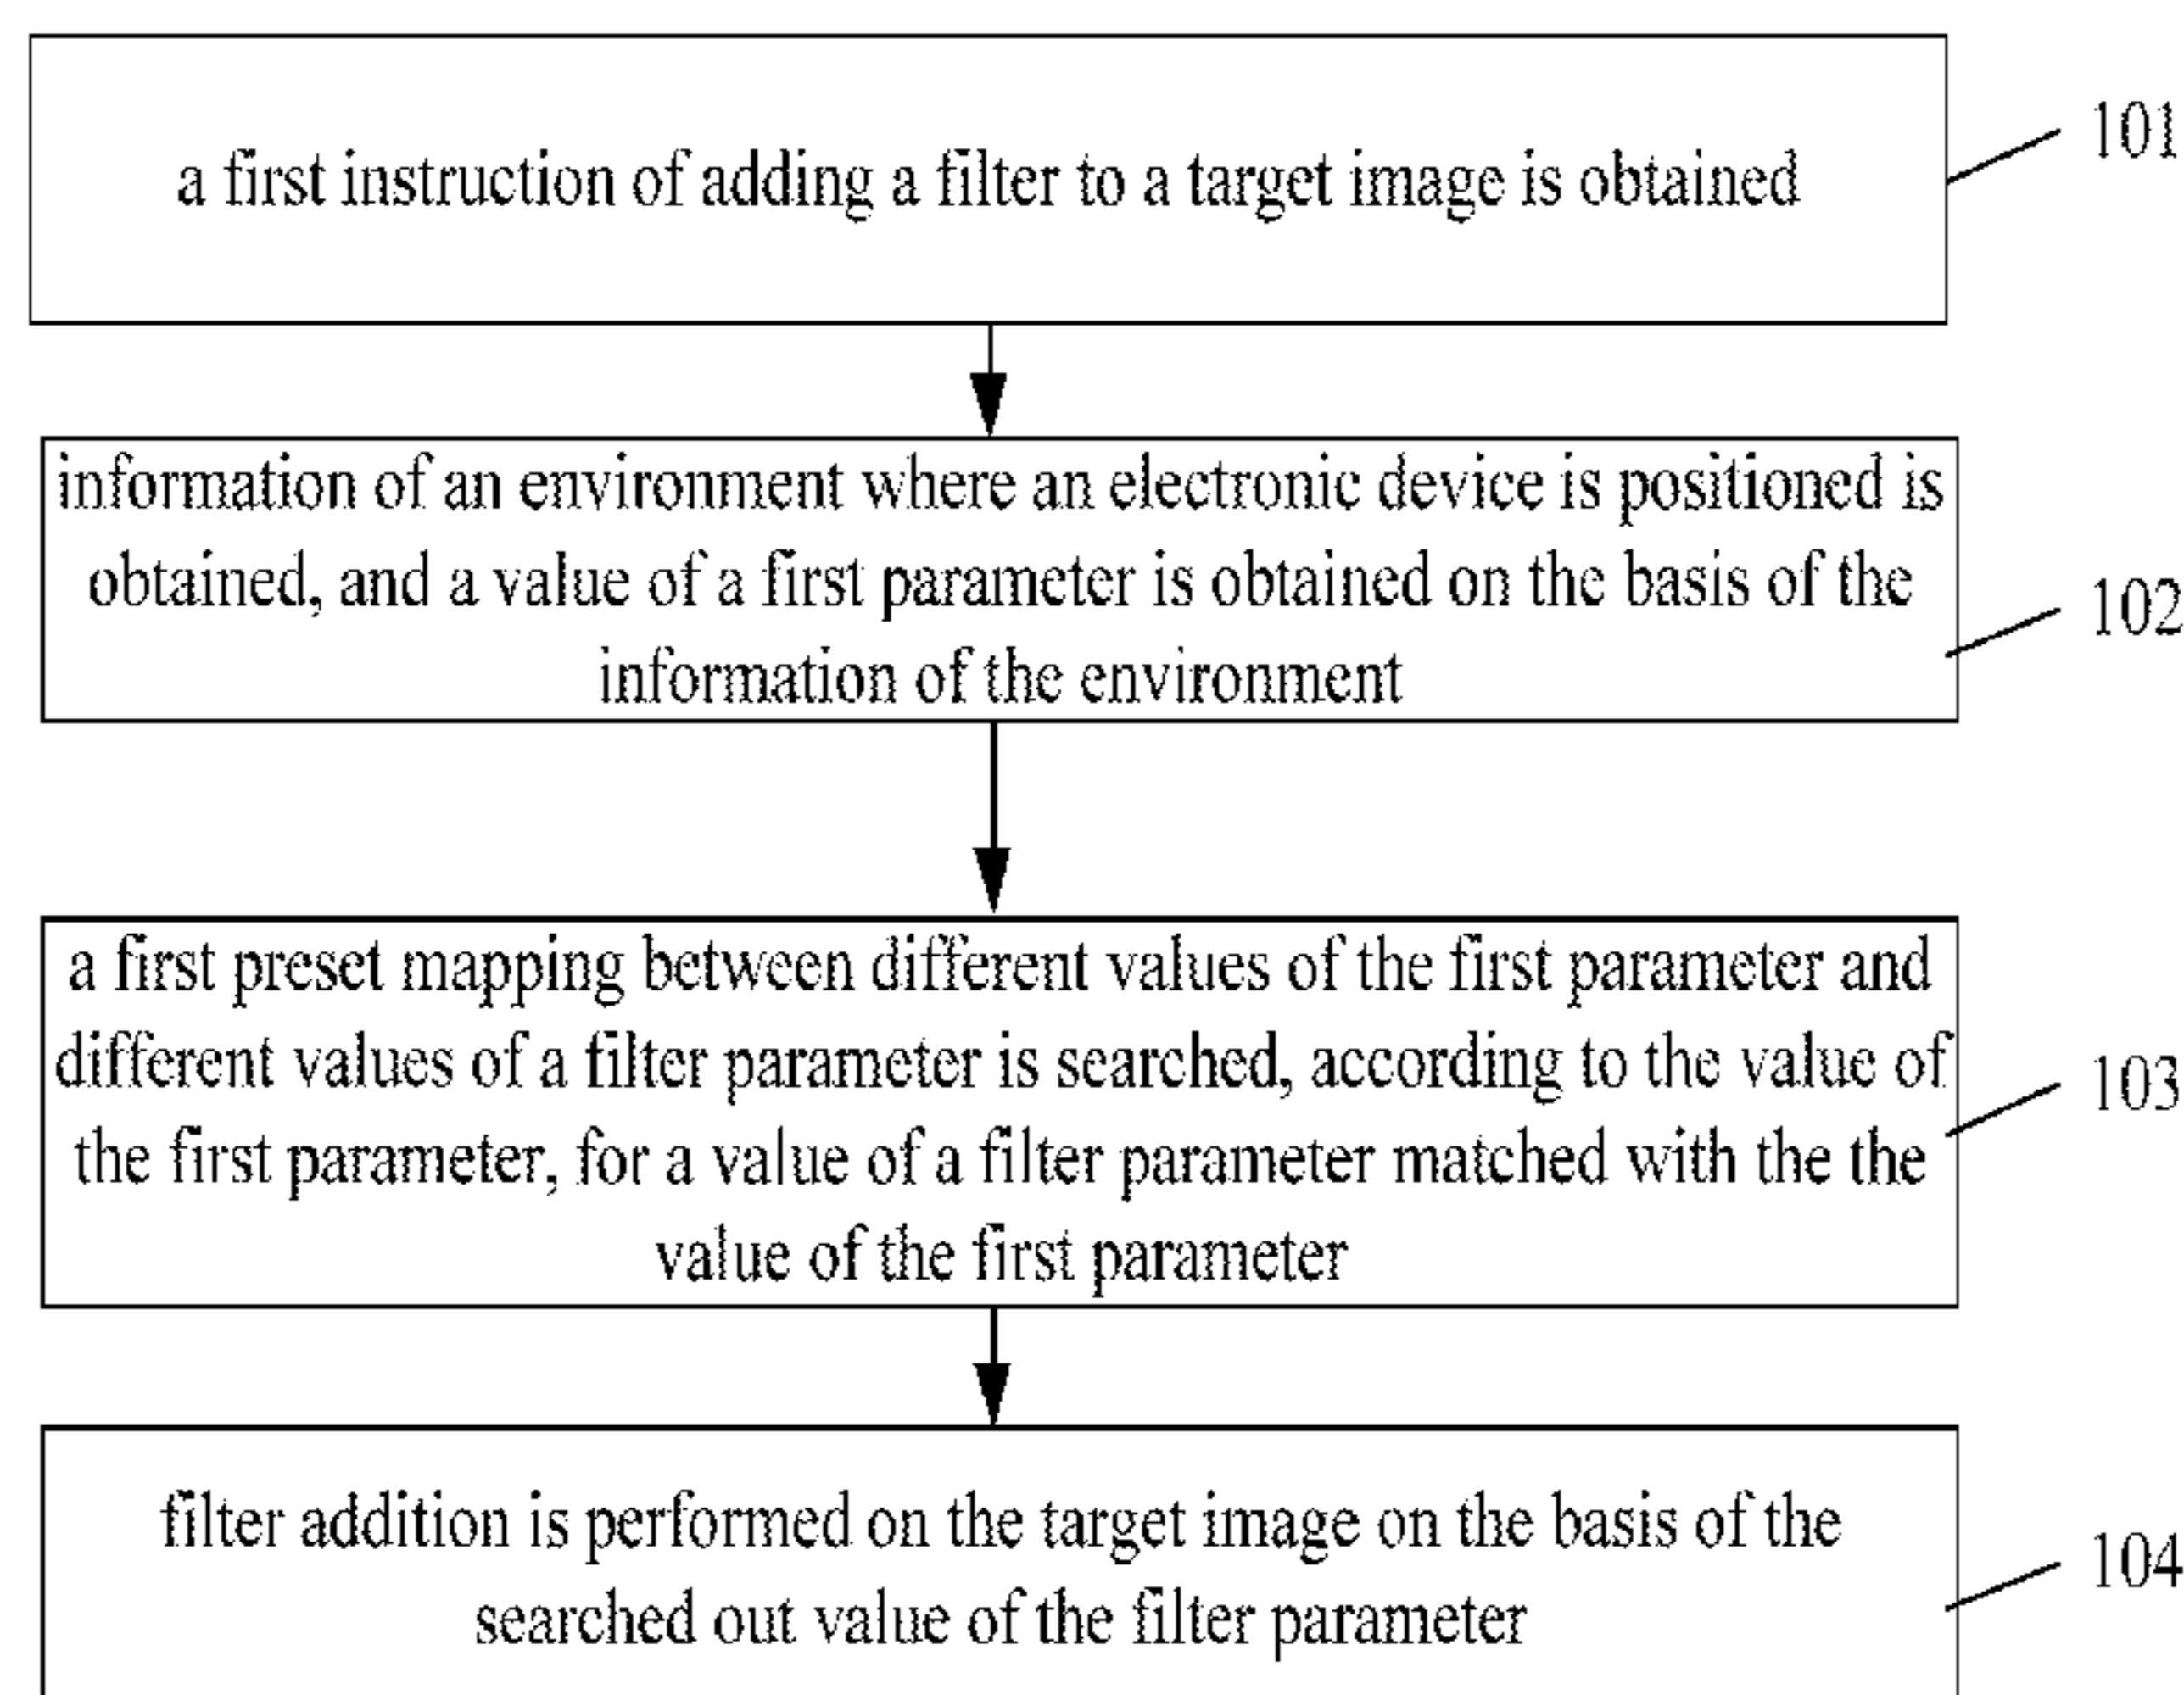 a first instruction of adding a filter to a target image is obtained
101
information of an environment where an electronic device is positioned is
obtained, and a value of a first parameter is obtained on the basis of the
information of the environment
102
a first preset mapping between different values of the first parameter and
different values of a filter parameter is searched, according to the value of
the first parameter, for a value of a filter parameter matched with the the
value of the first parameter
103
filter addition is performed on the target image on the basis of the
searched out value of the filter parameter
104